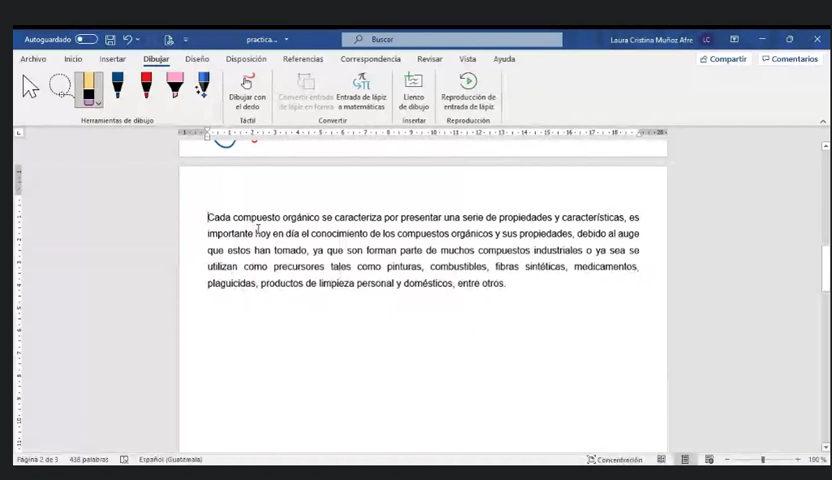 Autoguardado practica... Buscar Laura Cristina Muñoz Afre LC
Archivo Inicio Insertar Dibujar Diseño Disposición Referencias Correspondencia Revisar Vista Ayuda Compartir Comentarios
Dibujar con el dedo
Convertir entrada de lápiz en forma
Entrada de lápiz a matemáticas
Lienzo de dibujo
Reproducción de entrada de lápiz
Herramientas de dibujo Táctil Convertir Insertar Reproducción
Cada compuesto orgánico se caracteriza por presentar una serie de propiedades y características, es
importante hoy en día el conocimiento de los compuestos orgánicos y sus propiedades, debido al auge
que estos han tomado, ya que son forman parte de muchos compuestos industriales o ya sea se
utilizan como precursores tales como pinturas, combustibles, fibras sintéticas, medicamentos,
plaguicidas, productos de limpieza personal y domésticos, entre otros.
438 palabras Español (Guatemala) Concentración 100 %